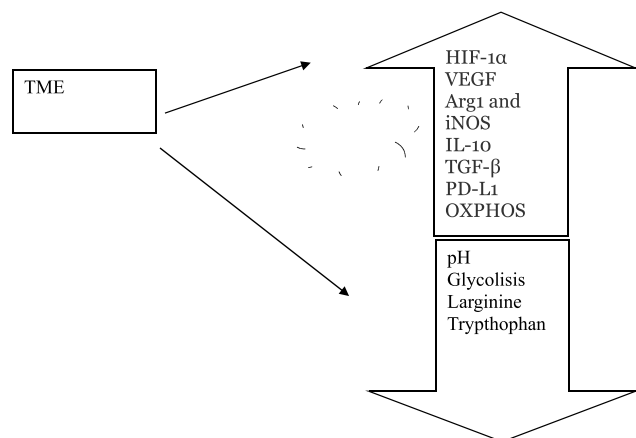 TME
HIF-1α
VEGF
Arg1 and
iNOS
IL-10
TGF-β
PD-L1
OXPHOS
pH
Glycolisis
Larginine
Trypthophan